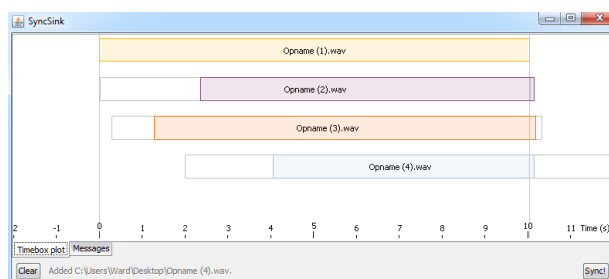 SyncSink
Opname (1).wav
Opname (2).wav
Opname (3).wav
Opname (4).wav
2 -1 0 1 2 3 4 5 6 7 8 9 10 11 Time (s)
Timebox plot Messages
Clear Added C:\Users\Ward\Desktop\Opname (4).wav. Sync!